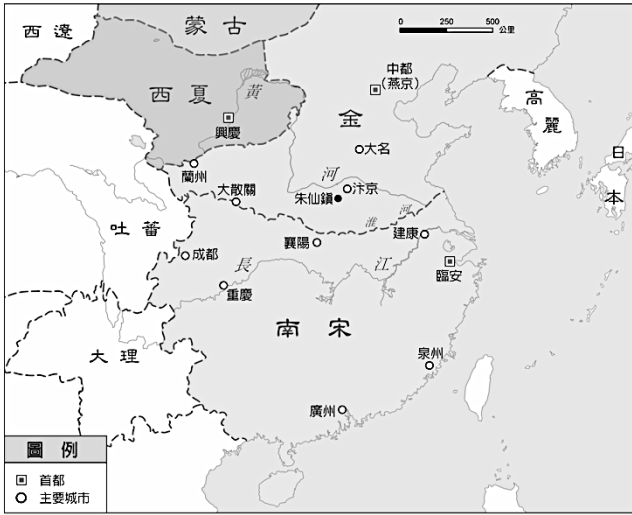 西遼
蒙古
0 250 500
公里
西夏
黃
中都
(燕京)
高麗
興慶
金
大名
日本
蘭州
河
大散關
朱仙鎮
汴京
淮河
吐蕃
襄陽
建康
成都
長江
臨安
重慶
南宋
大理
泉州
廣州
圖例
首都
主要城市